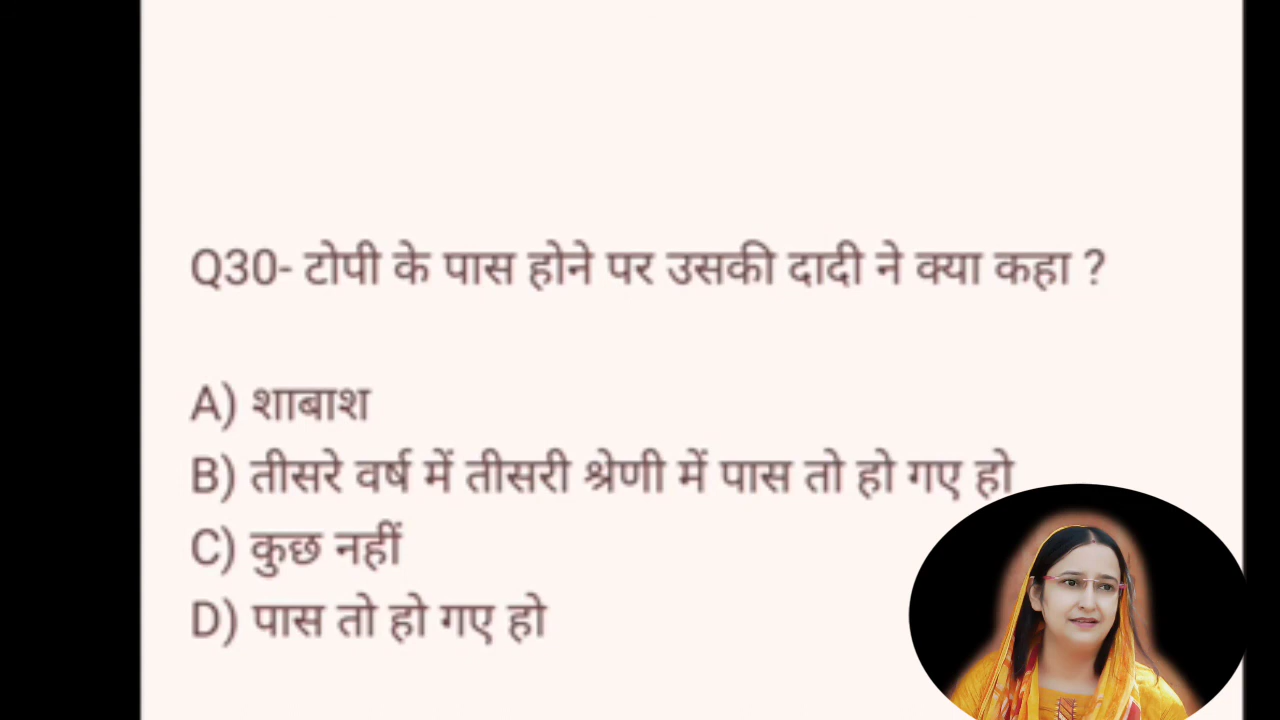 Q30- टोपी के पास होने पर उसकी दादी ने क्या कहा ?
A) शाबाश
B) तीसरे वर्ष में तीसरी श्रेणी में पास तो हो गए हो
C) कुछ नहीं
D) पास तो हो गए हो